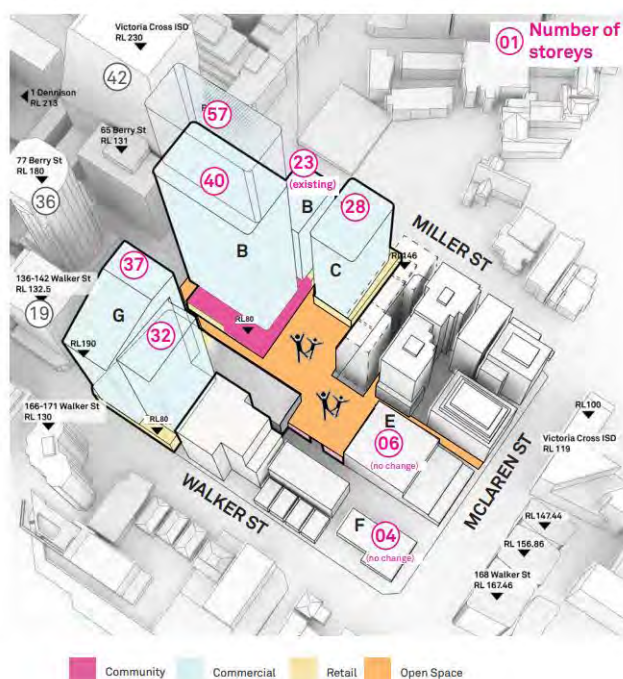 Victoria Cross ISD
RL 230
01 Number of
storeys
42
1 Dennison
RL 213
57
65 Berry St
RL 131
77 Berry St
RL 180
40
23
(existing)
28
36
B
B
MILLER ST
C
RL146
37
136-142 Walker St
RL 132.5
G
19
32
RL80
RL190
RL100
166-171 Walker St
RL 130
RL80
E
06
(no change)
Victoria Cross ISD
RL 119
WALKER ST
MCLAREN ST
F
04
(no change)
RL147.44
RL 156.86
168 Walker St
RL 167.46
Community
Commercial
Retail
Open Space